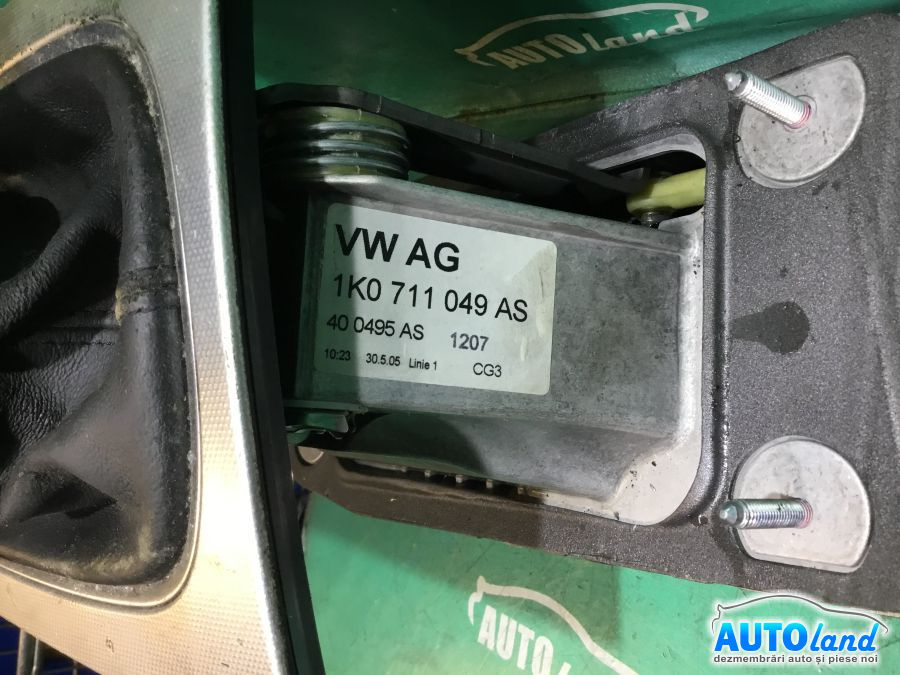 AUTOland
VW AG
1K0 711 049 AS
40 0495 AS 1207
10:23 30.5.05 Linie 1 CG3
AUTO
AUTOland
dezmembrări auto și piese noi